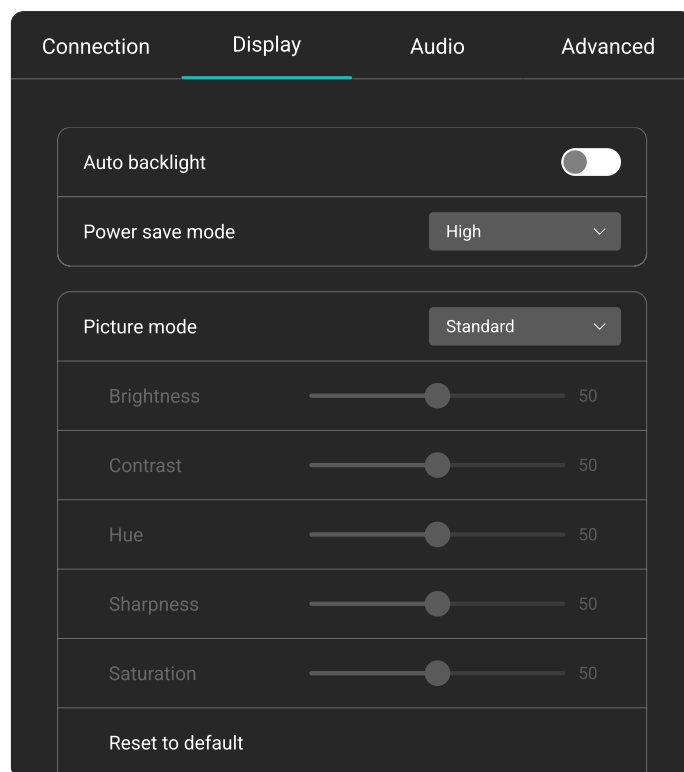 Connection Display Audio Advanced
Auto backlight
Power save mode High
Picture mode Standard
Brightness 50
Contrast 50
Hue 50
Sharpness 50
Saturation 50
Reset to default